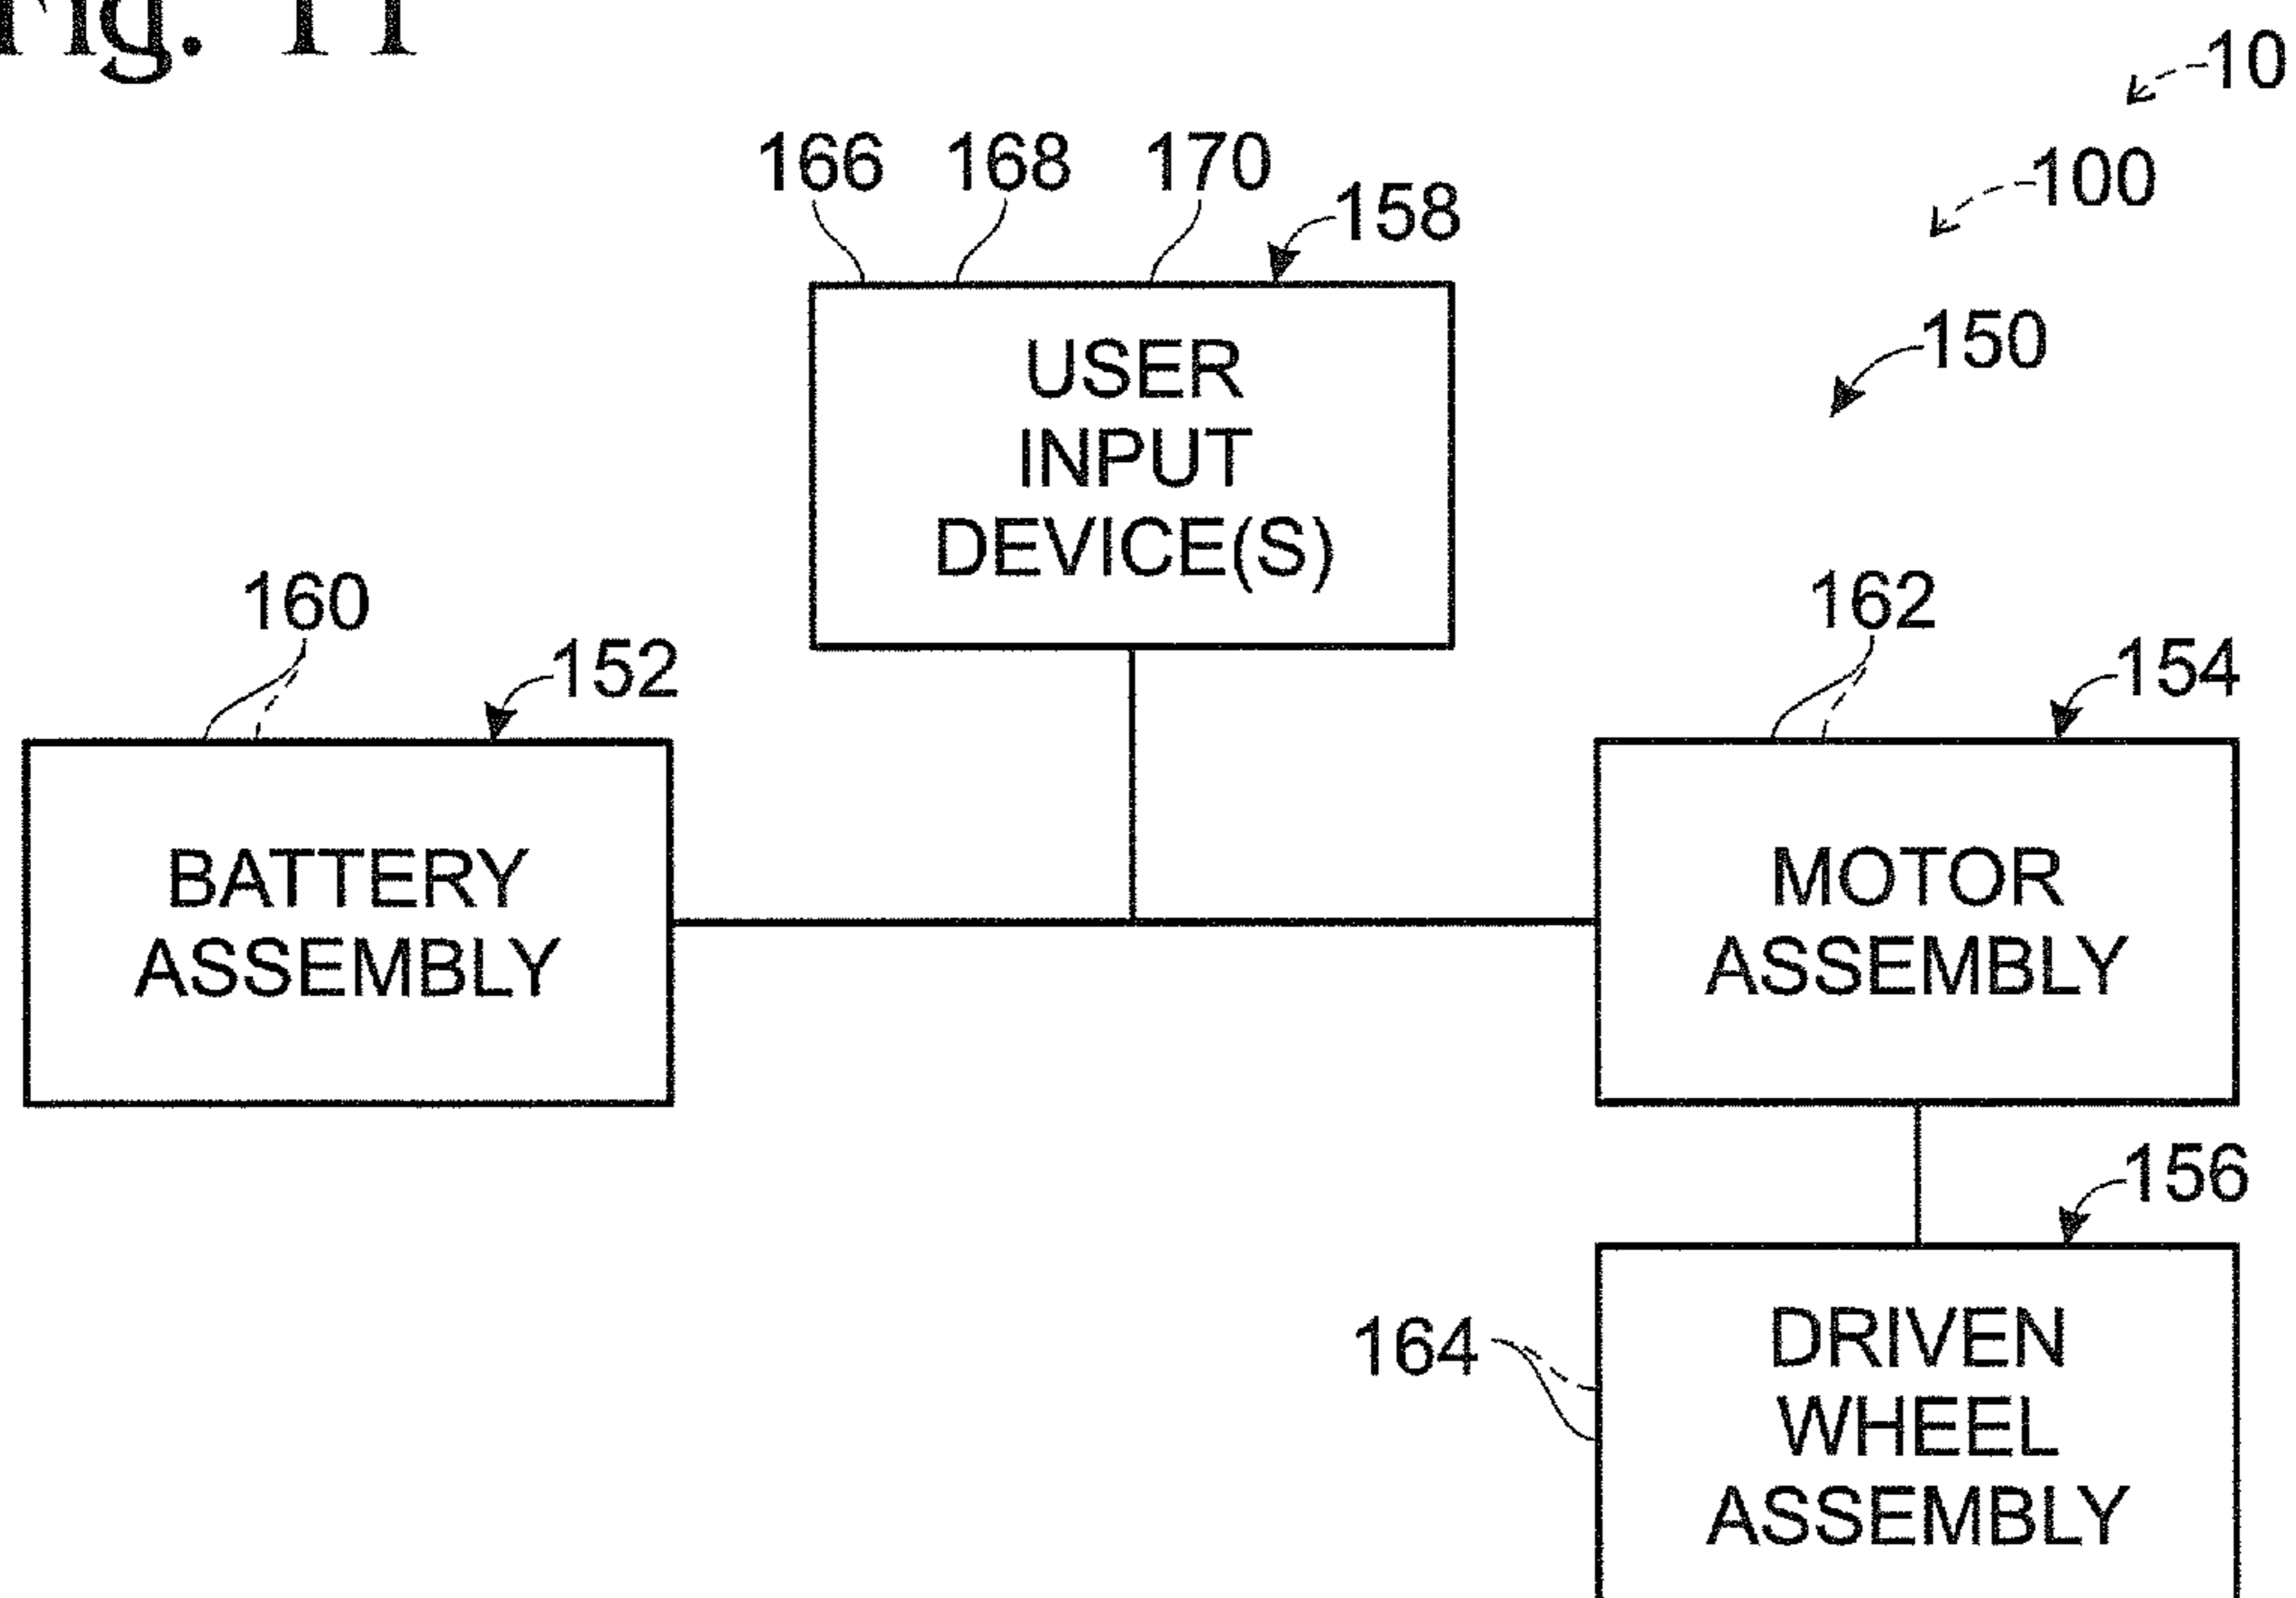 Fig. 11
10
100
166 168 170 158
150
USER
INPUT
DEVICE(S)
160 152
162 154
BATTERY
ASSEMBLY
MOTOR
ASSEMBLY
156
164
DRIVEN
WHEEL
ASSEMBLY